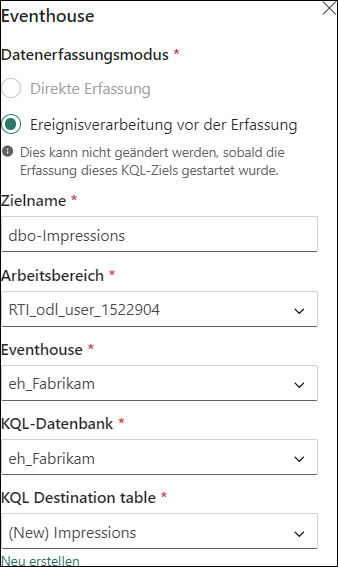 Eventhouse
Datenerfassungsmodus *
Direkte Erfassung
Ereignisverarbeitung vor der Erfassung
Dies kann nicht geändert werden, sobald die
Erfassung dieses KQL-Ziels gestartet wurde.
Zielname *
dbo-Impressions
Arbeitsbereich *
RTI_odl_user_1522904
Eventhouse *
eh_Fabrikam
KQL-Datenbank *
eh_Fabrikam
KQL Destination table *
(New) Impressions
Neu erstellen